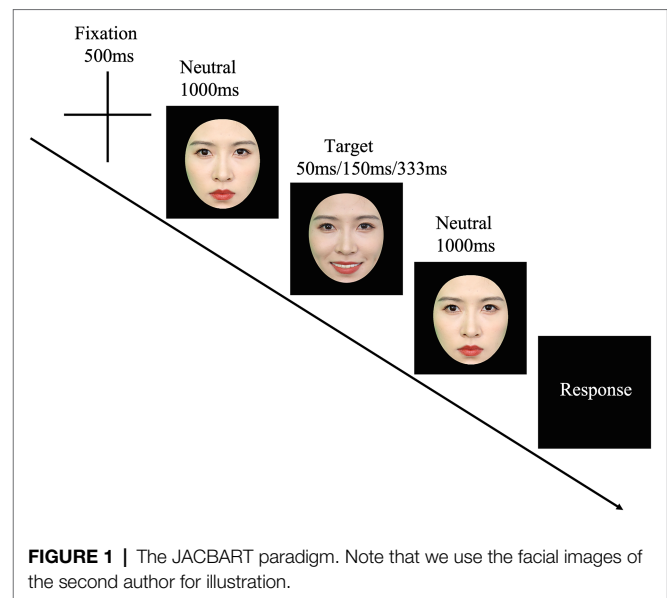 Fixation
500ms
Neutral
1000ms
Target
50ms/150ms/333ms
Neutral
1000ms
Response
FIGURE 1 | The JACBART paradigm. Note that we use the facial images of
the second author for illustration.